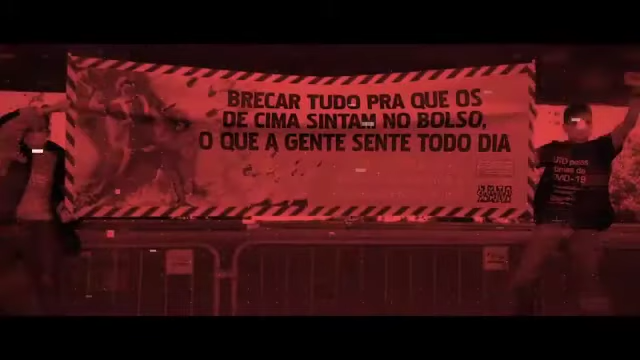 BRECAR TUDO PRA QUE OS
DE CIMA SINTAM NO BOLSO,
O QUE A GENTE SENTE TODO DIA